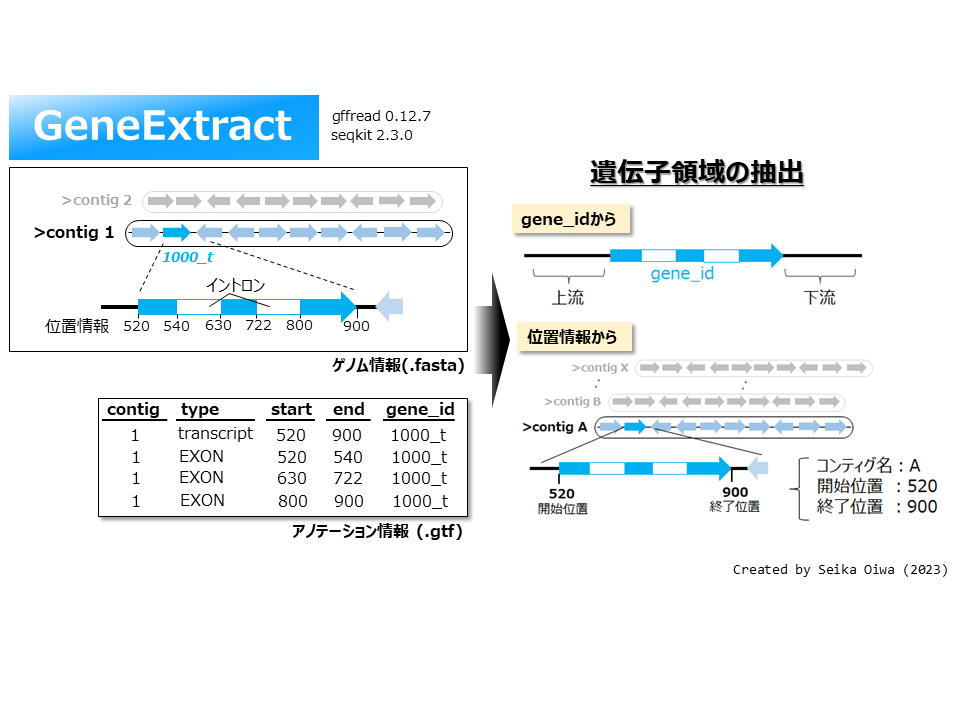 GeneExtract
gffread 0.12.7
seqkit 2.3.0
>contig 2
>contig 1
1000_t
イントロン
位置情報 520 540 630 722 800 900
ゲノム情報(.fasta)
contig type start end gene_id
1 transcript 520 900 1000_t
1 EXON 520 540 1000_t
1 EXON 630 722 1000_t
1 EXON 800 900 1000_t
アノテーション情報 (.gtf)
遺伝子領域の抽出
gene_idから
gene_id
上流 下流
位置情報から
>contig X
>contig B
>contig A
520 900
開始位置 終了位置
コンティグ名：A
開始位置 ：520
終了位置 ：900
Created by Seika Oiwa (2023)